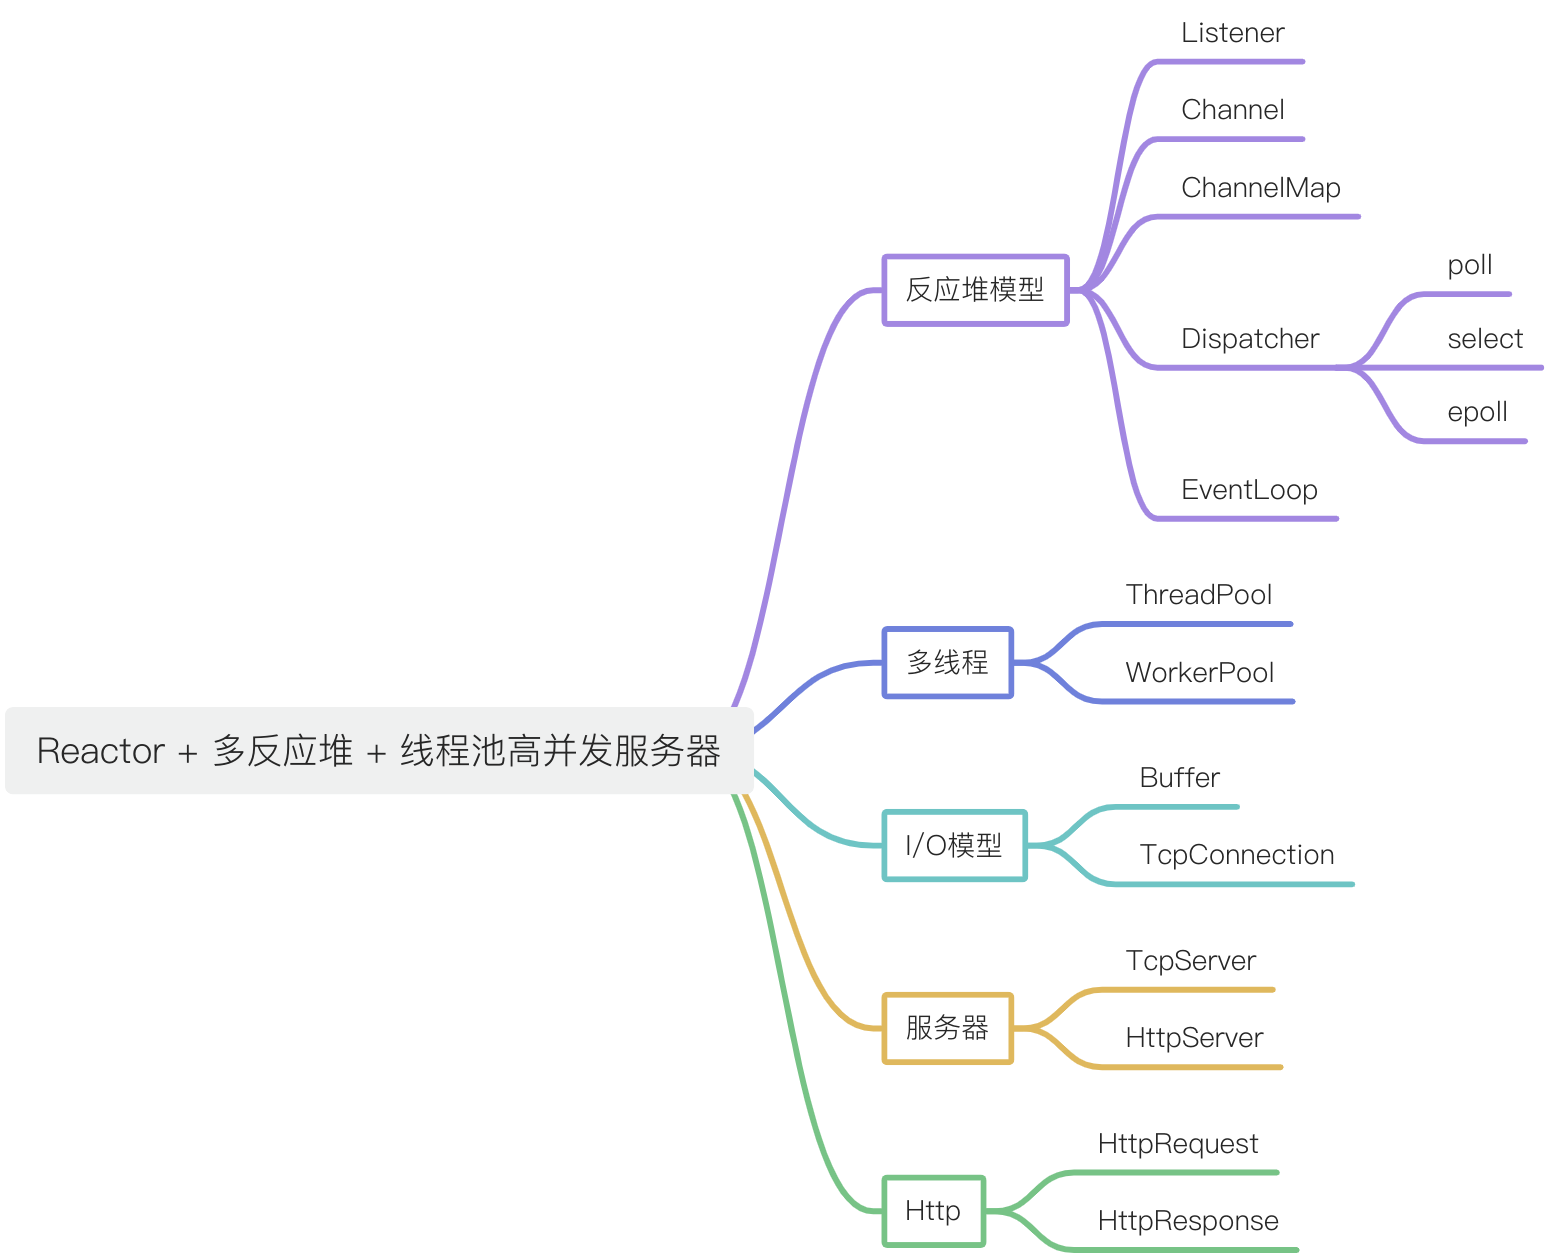 Reactor + 多反应堆 + 线程池高并发服务器
反应堆模型
Listener
Channel
ChannelMap
Dispatcher
poll
select
epoll
EventLoop
多线程
ThreadPool
WorkerPool
I/O模型
Buffer
TcpConnection
服务器
TcpServer
HttpServer
Http
HttpRequest
HttpResponse